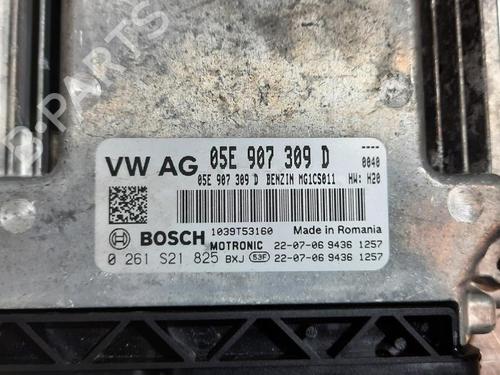 B-PARTS
VW AG 05E 907 309 D ----
0040
05E 907 309 D BENZIN MG1CS011 HW: H20
BOSCH 1039T53160 Made in Romania
MOTRONIC 22-07-06 9436 1257
0 261 S21 825 BXJ 53F 22-07-06 9436 1257